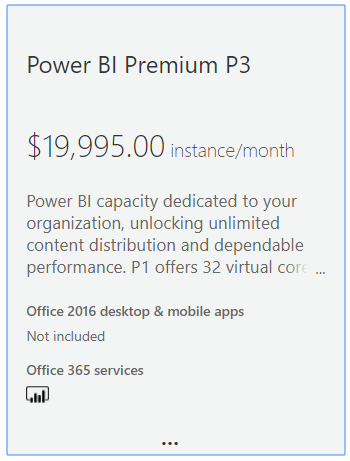 Power BI Premium P3
$19,995.00 instance/month
Power BI capacity dedicated to your
organization, unlocking unlimited
content distribution and dependable
performance. P1 offers 32 virtual core ...
Office 2016 desktop & mobile apps
Not included
Office 365 services
...